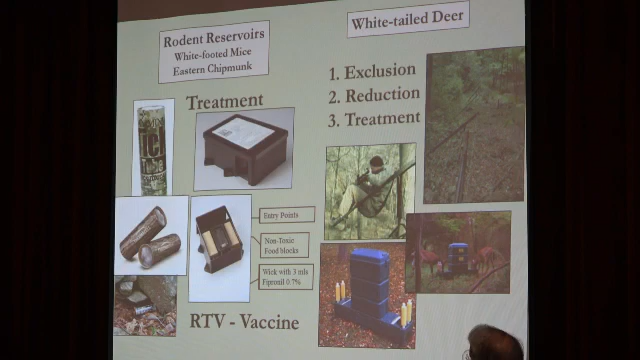 Rodent Reservoirs
White-footed Mice
Eastern Chipmunk
Treatment
Entry Points
Non-Toxic
Food blocks
Wick with 3 mls
Fipronil 0.7%
RTV - Vaccine
White-tailed Deer
1. Exclusion
2. Reduction
3. Treatment